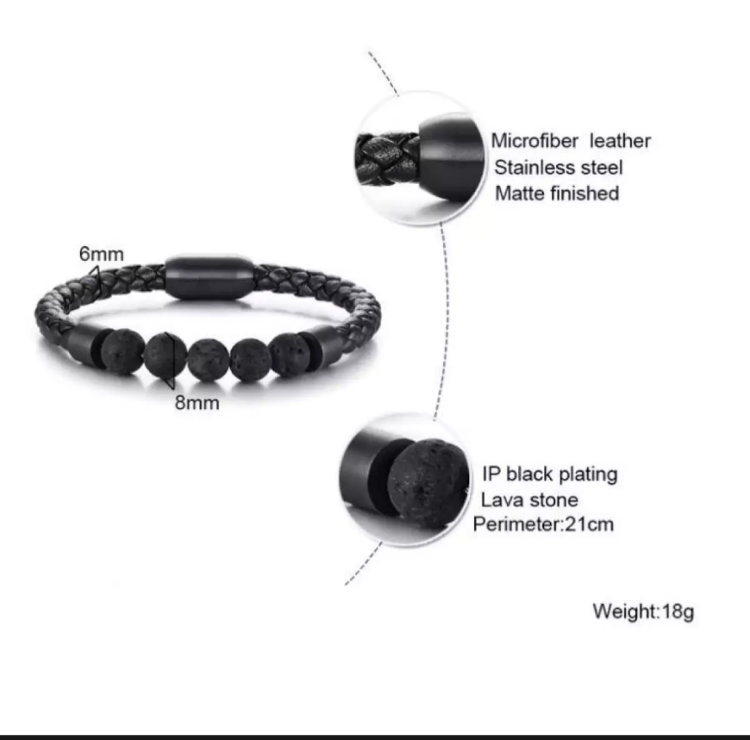 Microfiber leather
Stainless steel
Matte finished
6mm
8mm
IP black plating
Lava stone
Perimeter:21cm
Weight:18g